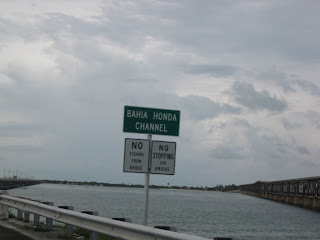 BAHIA HONDA
CHANNEL
NO
FISHING
FROM
BRIDGE
NO
STOPPING
ON
BRIDGE